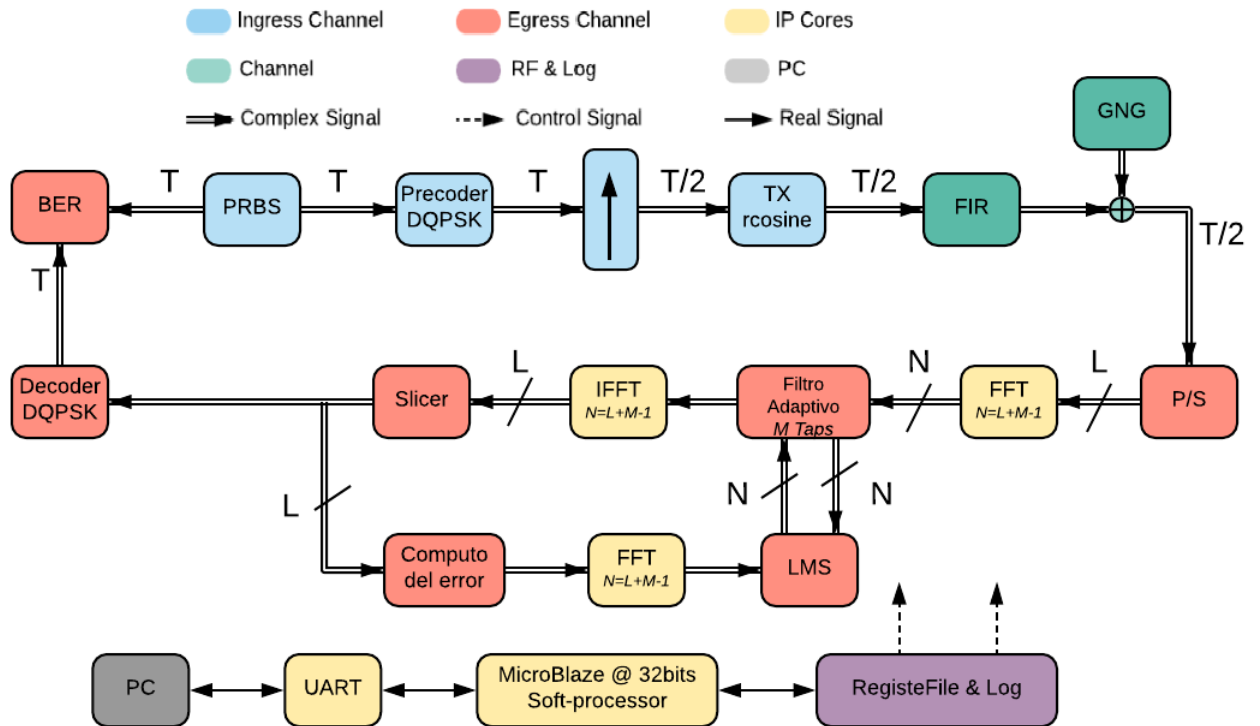 Ingress Channel
Egress Channel
IP Cores
Channel
RF & Log
PC
Complex Signal
Control Signal
Real Signal
GNG
BER
T
PRBS
T
Precoder
DQPSK
T
T/2
TX
rcosine
T/2
FIR
T/2
T
Decoder
DQPSK
Slicer
L
IFFT
N=L+M-1
Filtro
Adaptivo
M Taps
N
FFT
N=L+M-1
L
P/S
L
N
N
Computo
del error
FFT
N=L+M-1
LMS
PC
UART
MicroBlaze @ 32bits
Soft-processor
RegisteFile & Log